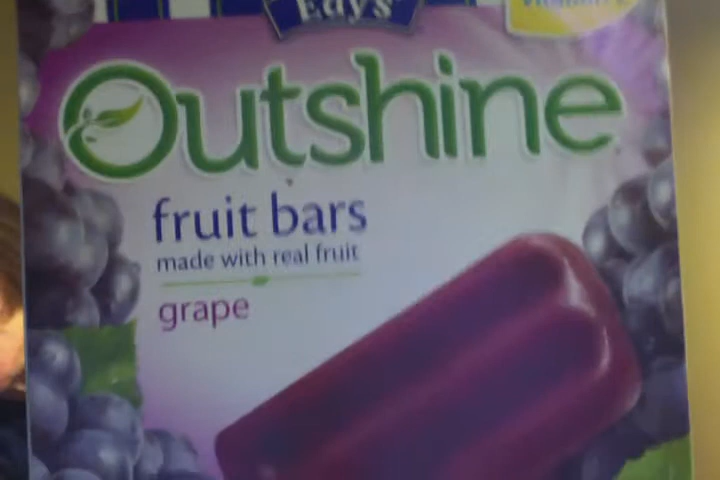 Edy's
Outshine
fruit bars
made with real fruit
grape